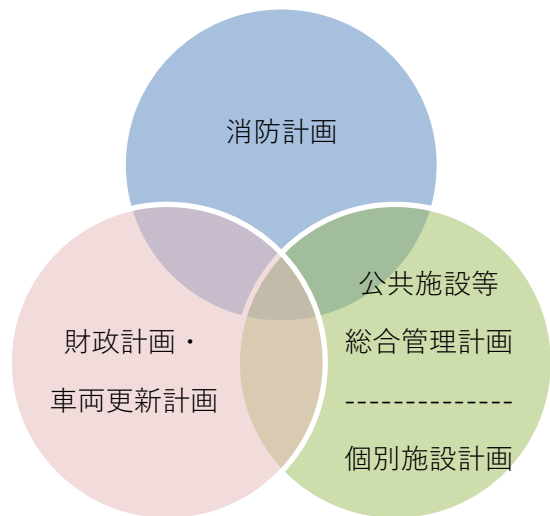 消防計画
財政計画・
車両更新計画
公共施設等
総合管理計画
--------------
個別施設計画